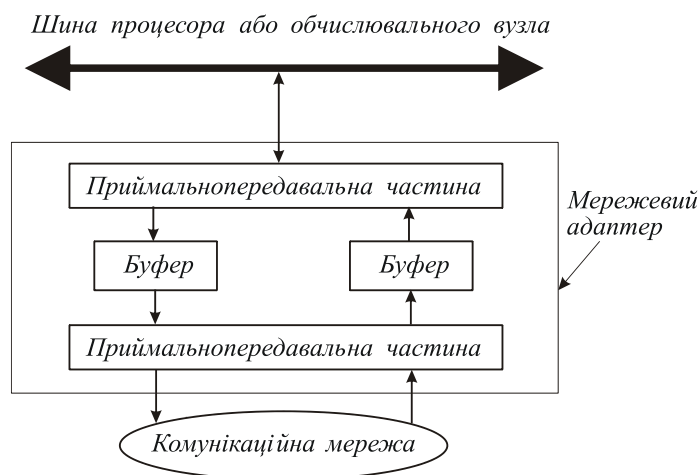 Шина процесора або обчислювального вузла
Приймальнопередавальна частина
Мережевий
адаптер
Буфер
Буфер
Приймальнопередавальна частина
Комунікаційна мережа